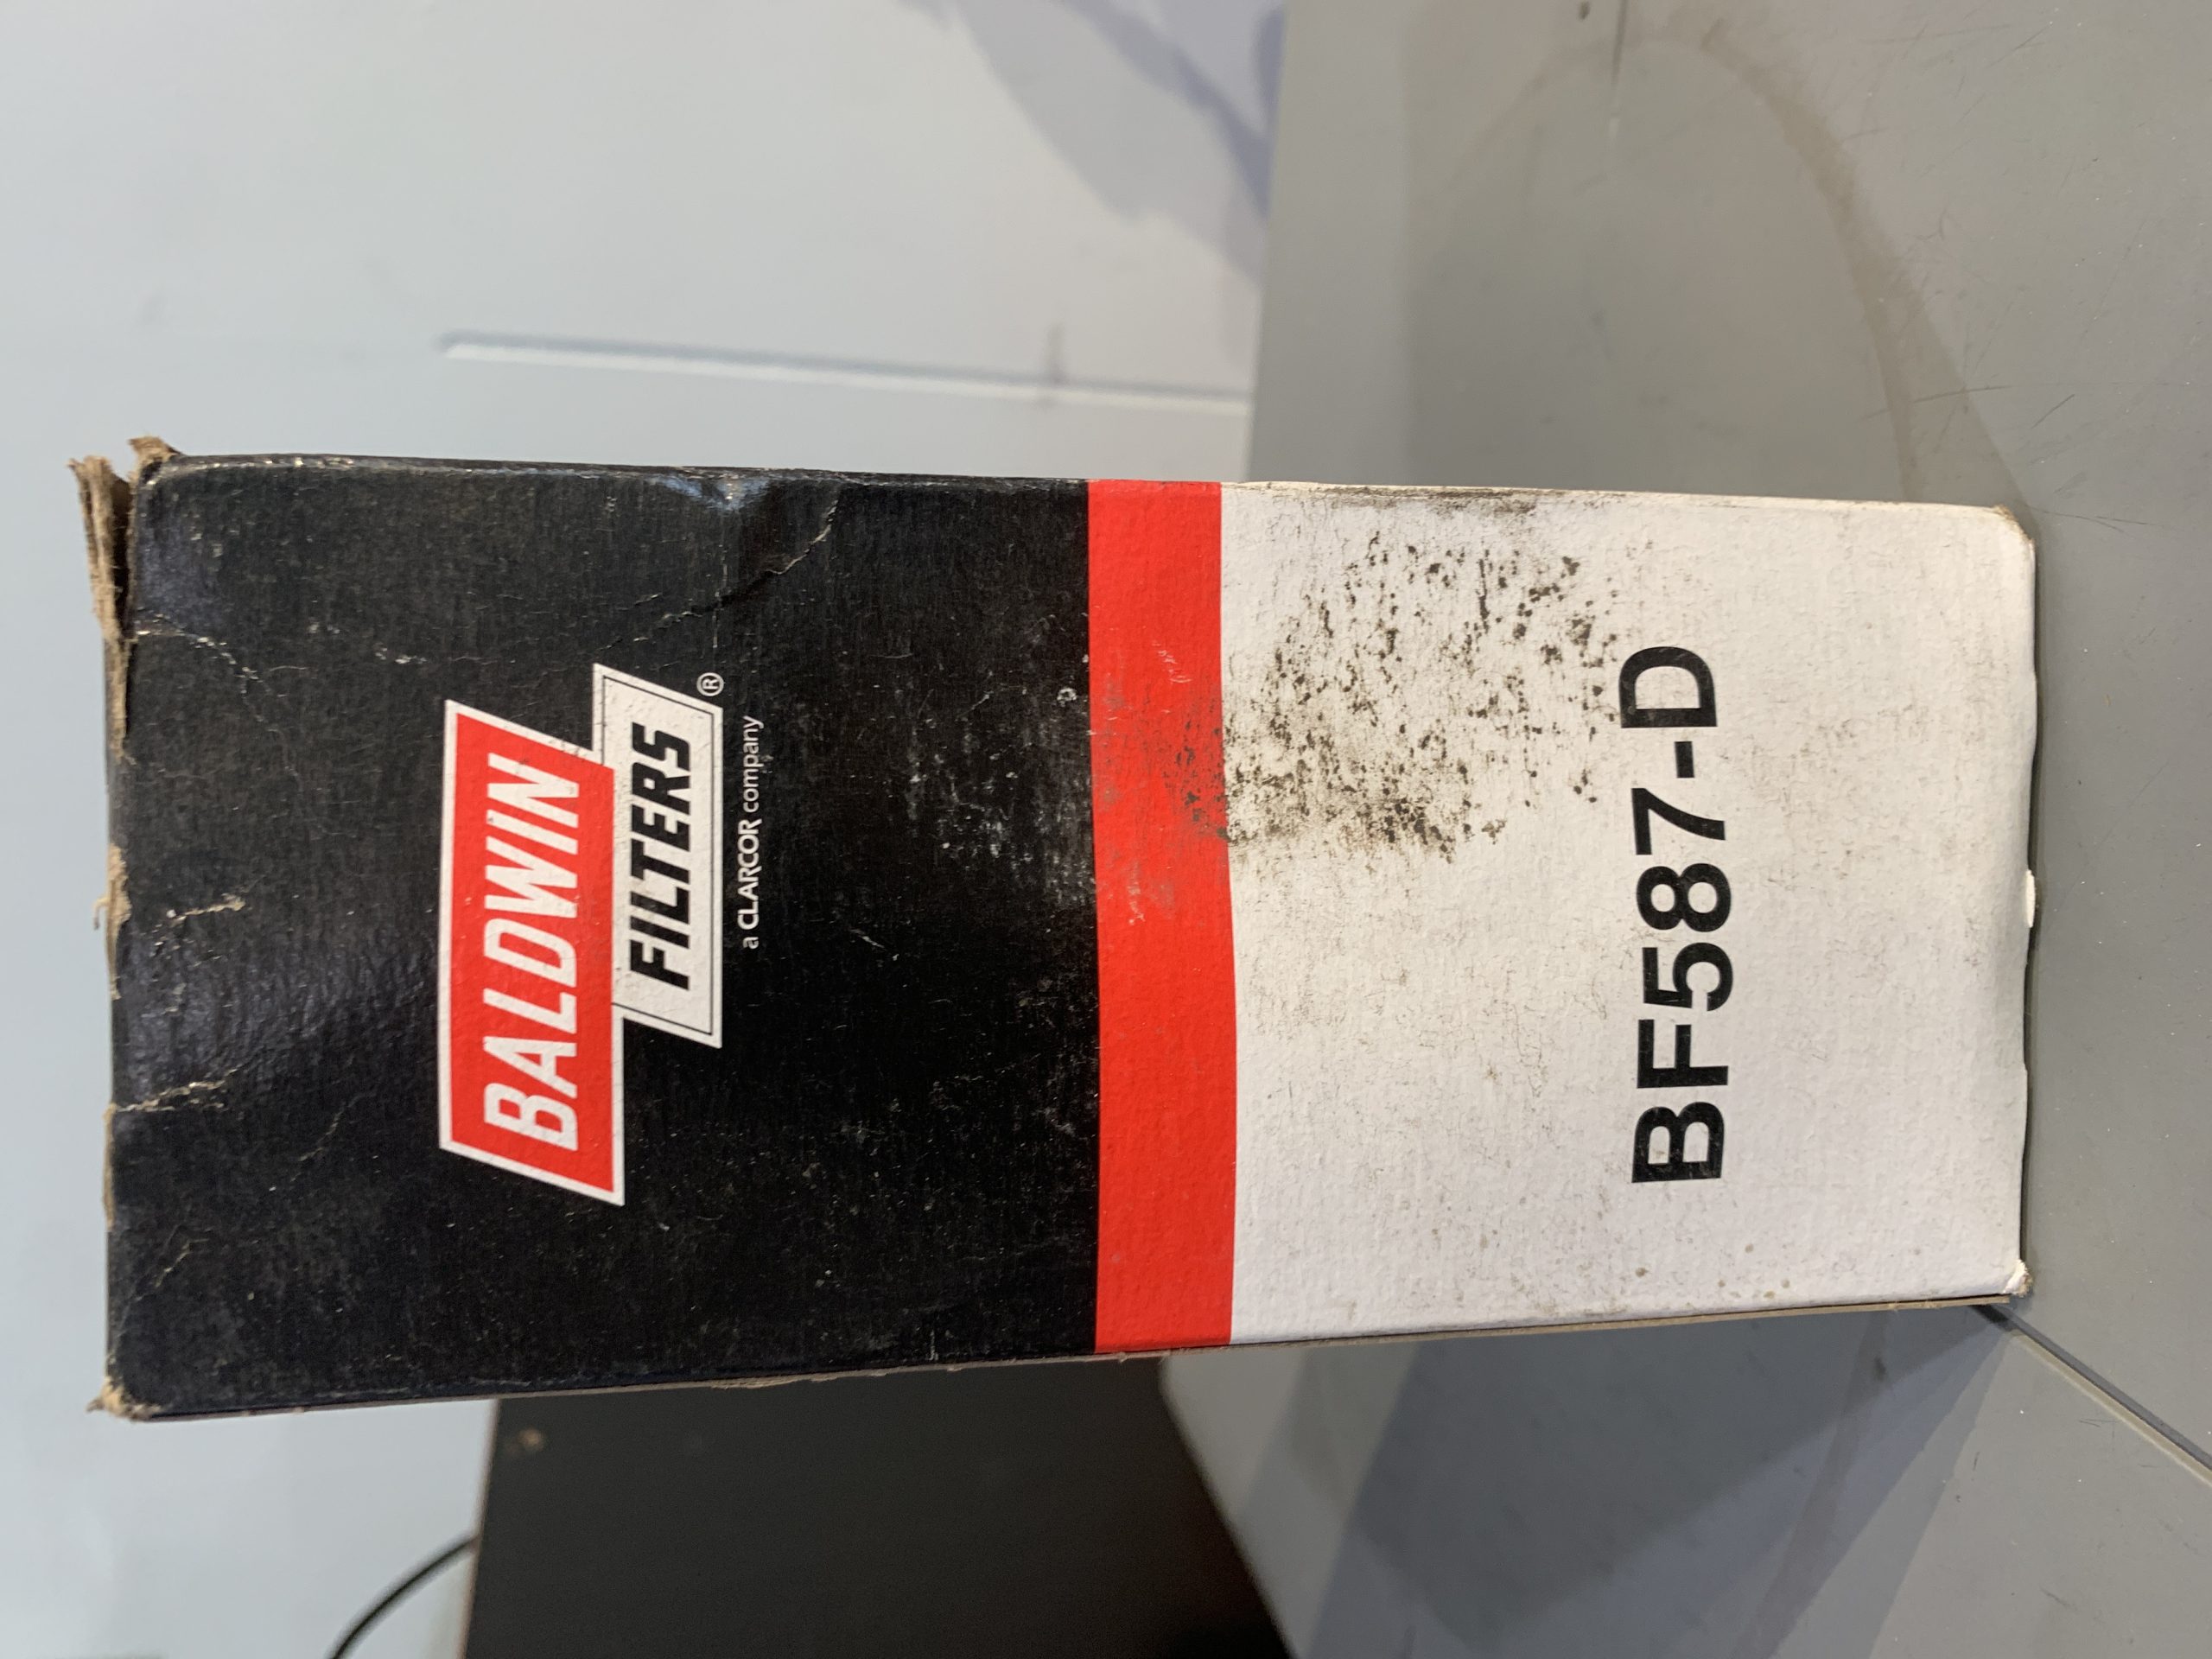 BALDWIN
FILTERS®
a CLARCOR company
BF587-D